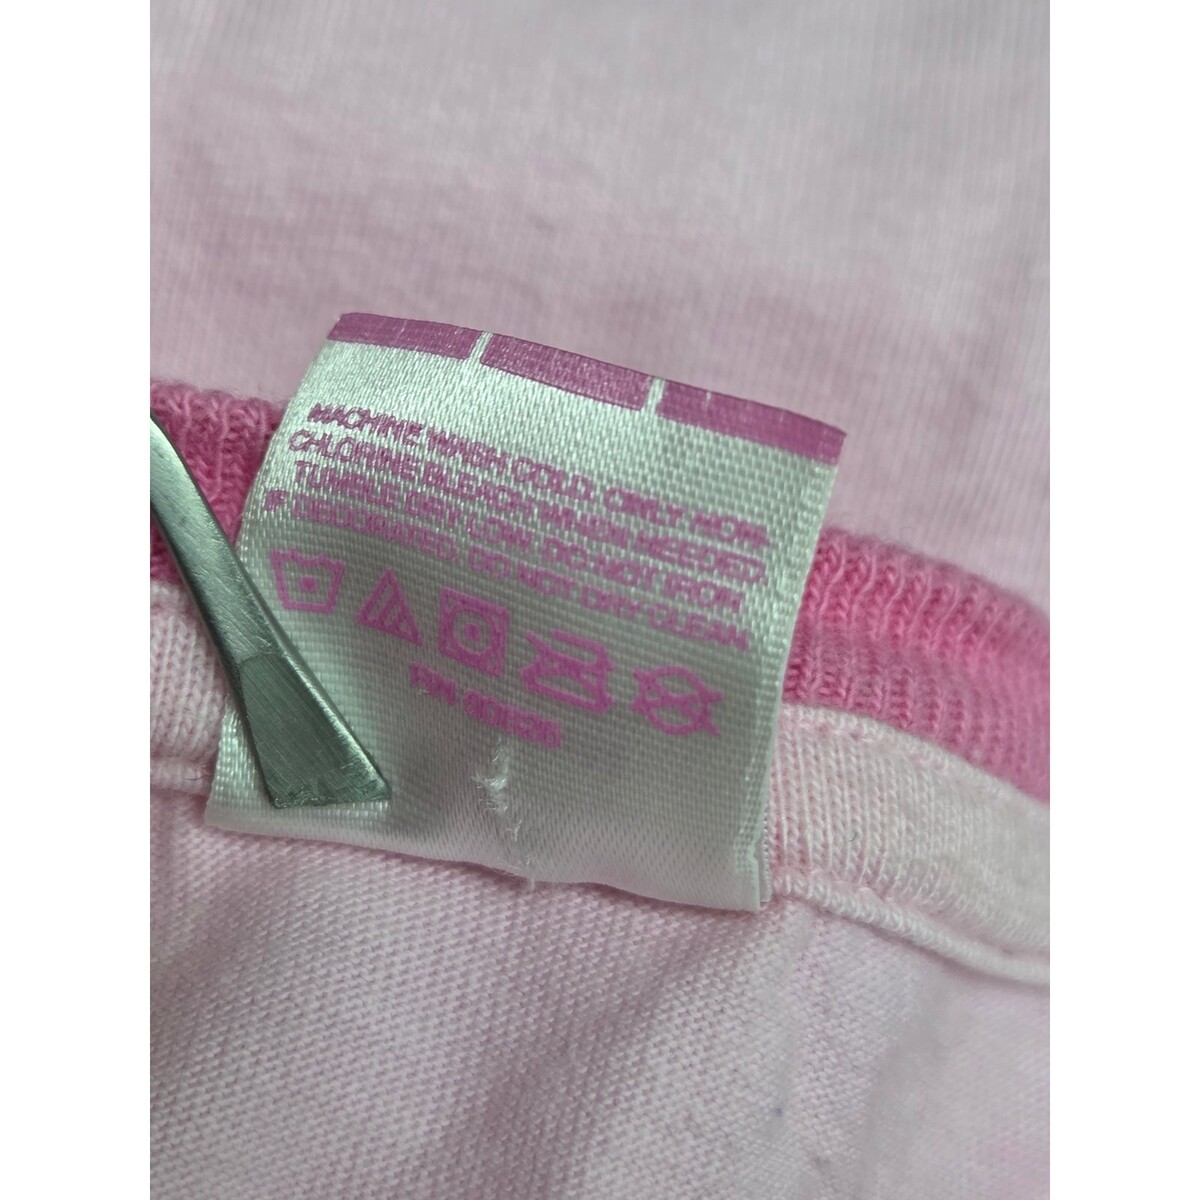 MACHINE WASH COLD. ONLY NON-
CHLORINE BLEACH WHEN NEEDED.
TUMBLE DRY LOW. DO NOT IRON
IF DECORATED. DO NOT DRY CLEAN.